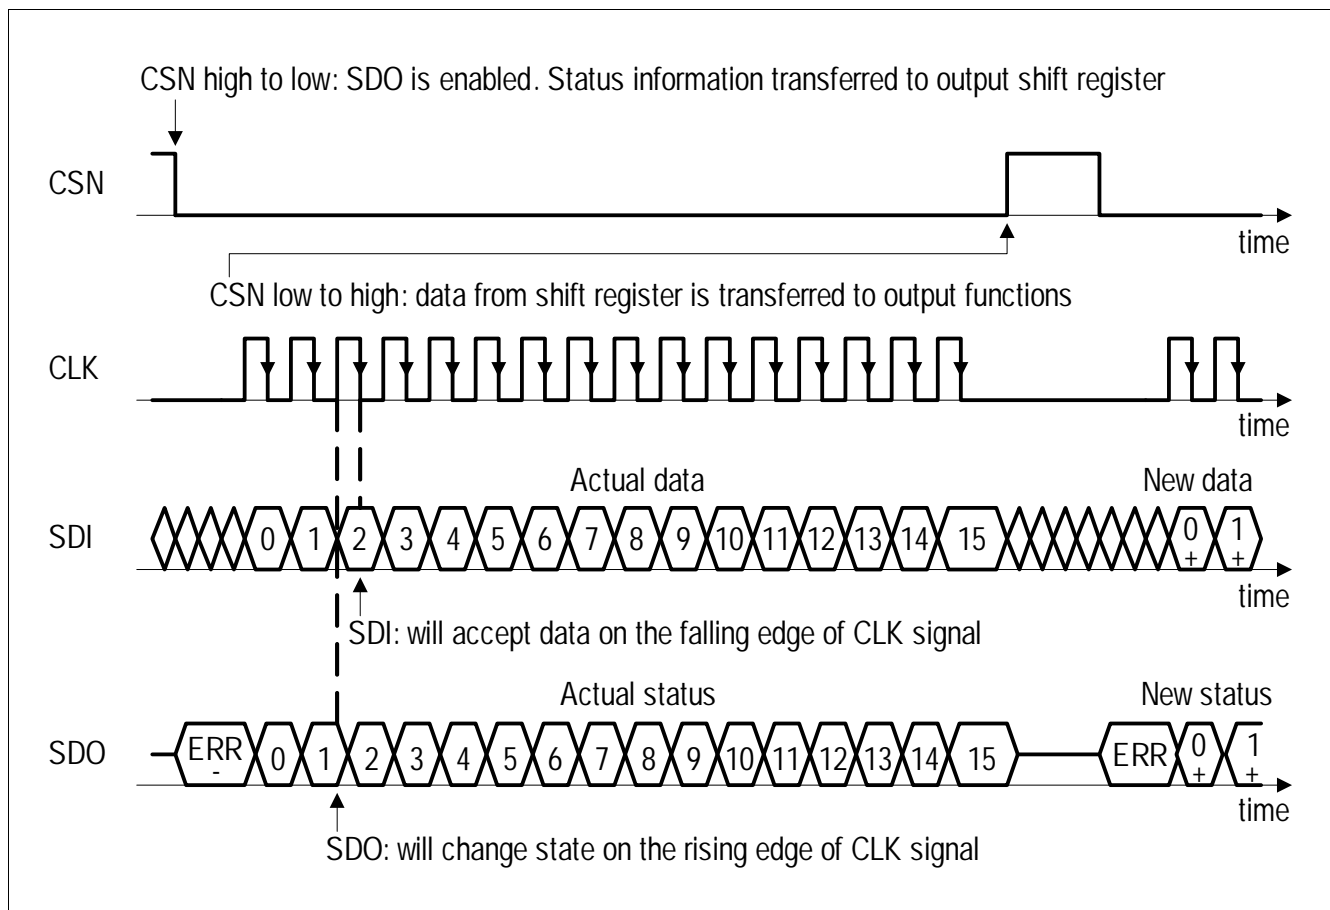 CSN high to low: SDO is enabled. Status information transferred to output shift register
CSN
time
CSN low to high: data from shift register is transferred to output functions
CLK
time
Actual data New data
SDI 0 1 2 3 4 5 6 7 8 9 10 11 12 13 14 15 0 1
+ +
time
SDI: will accept data on the falling edge of CLK signal
Actual status New status
SDO ERR 0 1 2 3 4 5 6 7 8 9 10 11 12 13 14 15 ERR 0 1
- + +
time
SDO: will change state on the rising edge of CLK signal